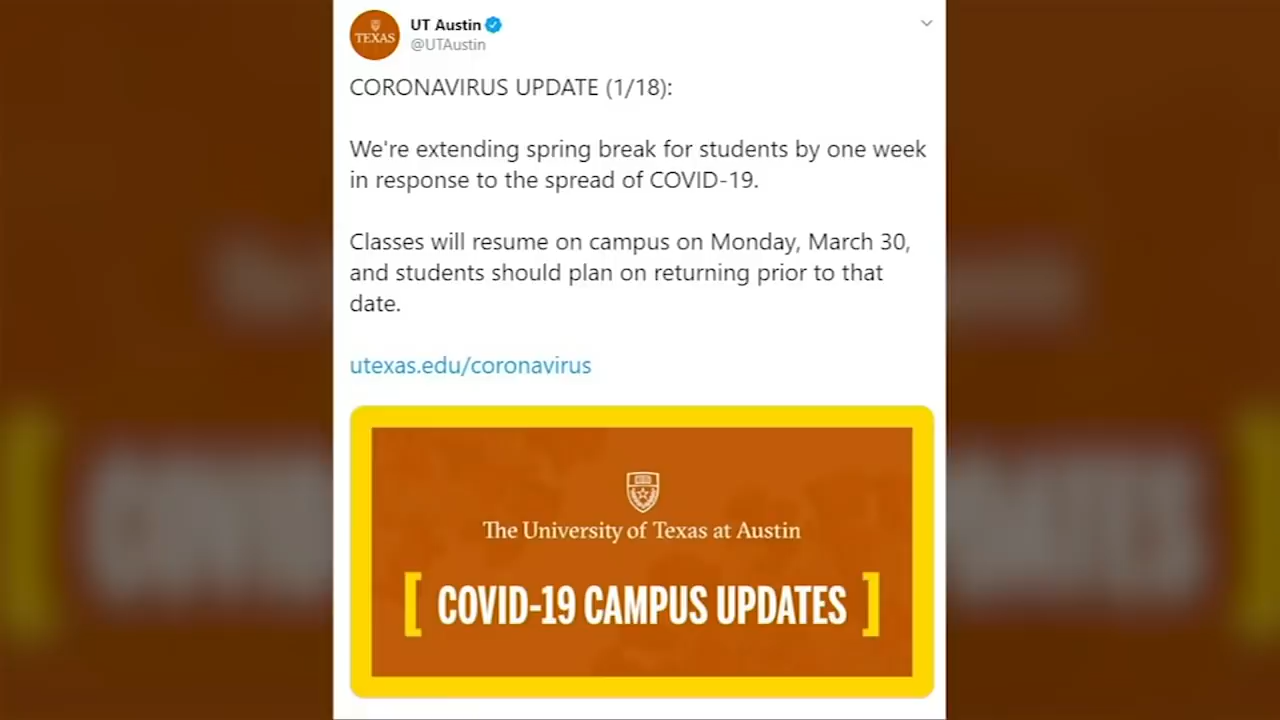 TEXAS
UT Austin
@UTAustin
CORONAVIRUS UPDATE (1/18):
We're extending spring break for students by one week
in response to the spread of COVID-19.
Classes will resume on campus on Monday, March 30,
and students should plan on returning prior to that
date.
utexas.edu/coronavirus
The University of Texas at Austin
[ COVID-19 CAMPUS UPDATES ]